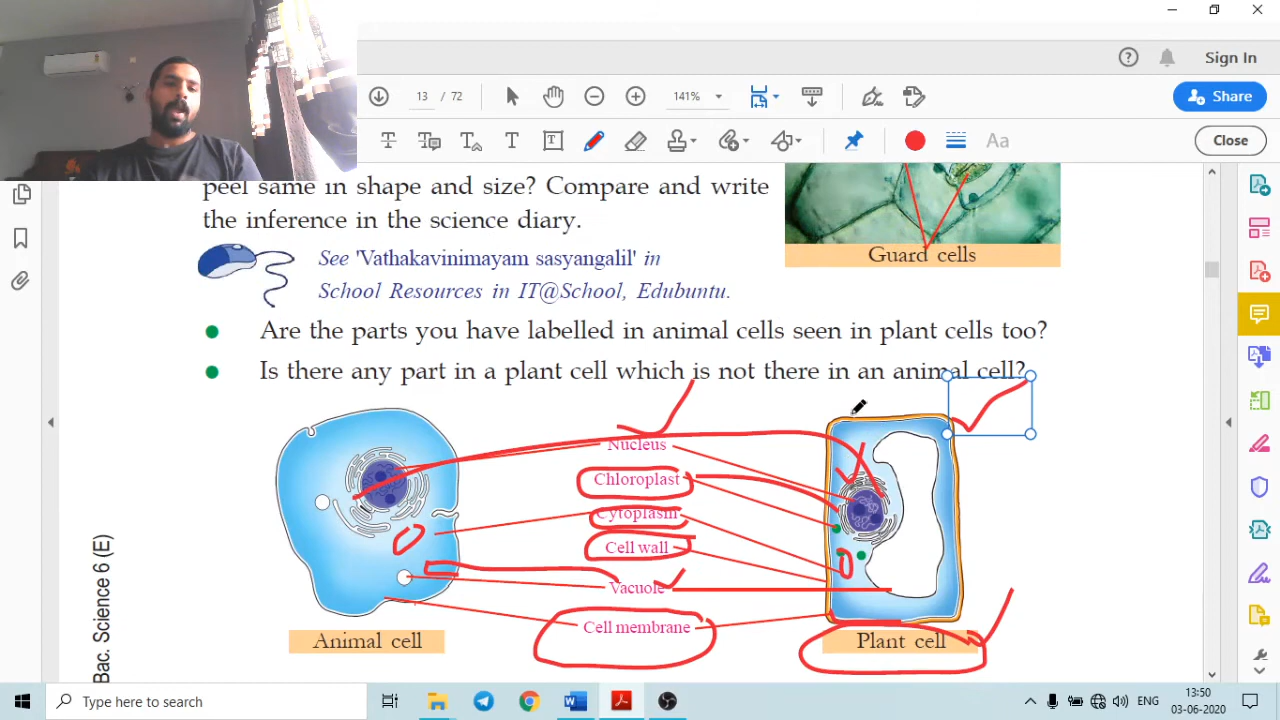 Sign In
13 / 72
141%
Share
Aa
Close
peel same in shape and size? Compare and write
the inference in the science diary.
Guard cells
See 'Vathakavinimayam sasyangalil' in
School Resources in IT@School, Edubuntu.
Are the parts you have labelled in animal cells seen in plant cells too?
Is there any part in a plant cell which is not there in an animal cell?
Nucleus
Chloroplast
Cytoplasm
Cell wall
Vacuole
Cell membrane
Animal cell
Plant cell
Bac. Science 6 (E)
Type here to search
ENG
13:50
03-06-2020